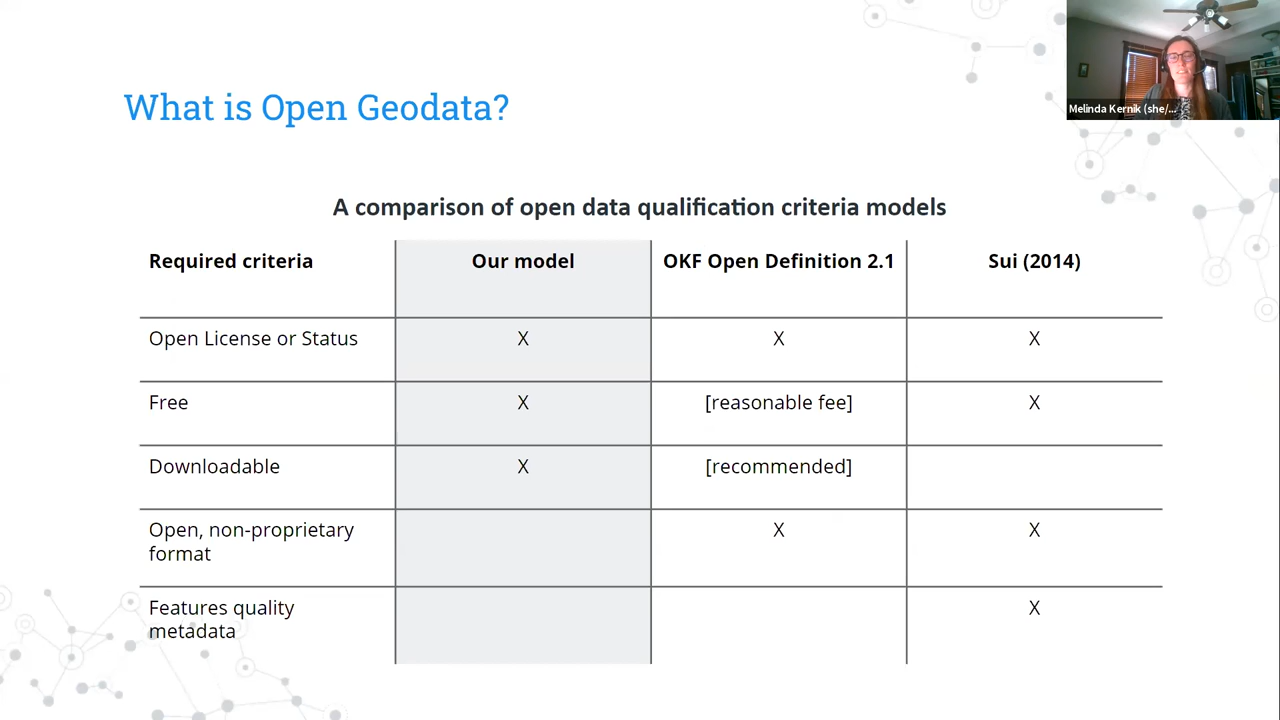 Melinda Kernik (she/...
What is Open Geodata?
A comparison of open data qualification criteria models
Required criteria Our model OKF Open Definition 2.1 Sui (2014)
Open License or Status X X X
Free X [reasonable fee] X
Downloadable X [recommended]
Open, non-proprietary X X
format
Features quality X
metadata